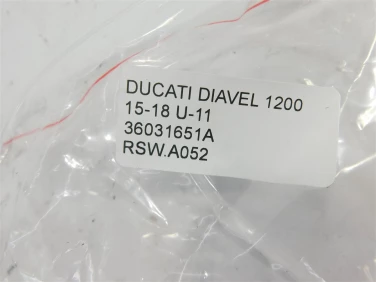 DUCATI DIAVEL 1200
15-18 U-11
36031651A
RSW.A052